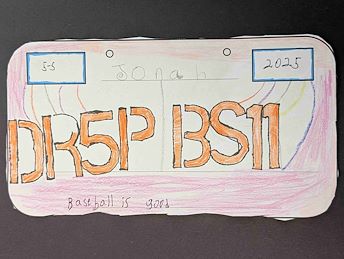 5-5
Jonah
2025
DR5P BS11
Baseball is good